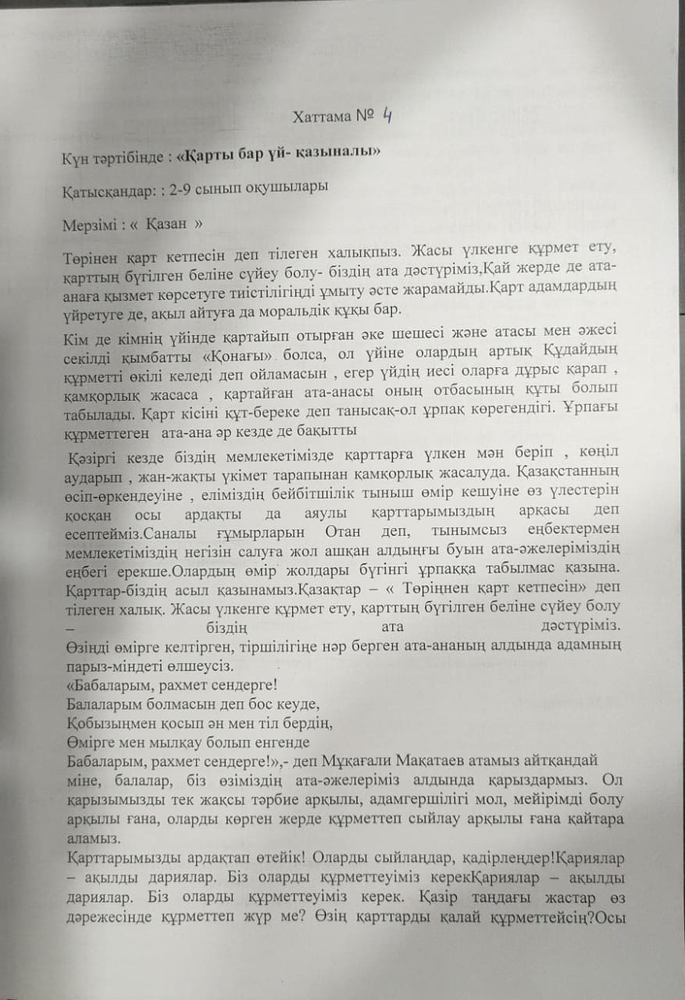 Хаттама № 4
Күн тәртібінде : «Қарты бар үй- қазыналы»
Қатысқандар: : 2-9 сынып оқушылары
Мерзімі : « Қазан »
Төрінен қарт кетпесін деп тілеген халықпыз. Жасы үлкенге құрмет ету,
қарттың бүгілген беліне сүйеу болу- біздің ата дәстүріміз,Қай жерде де ата-
анаға қызмет көрсетуге тиістілігіңді ұмыту әсте жарамайды.Қарт адамдардың
үйретуге де, ақыл айтуға да моральдік құқы бар.
Кім де кімнің үйінде қартайып отырған әке шешесі және атасы мен әжесі
секілді қымбатты «Қонағы» болса, ол үйіне олардың артық Құдайдың
құрметті өкілі келеді деп ойламасын , егер үйдің иесі оларға дұрыс қарап ,
қамқорлық жасаса , қартайған ата-анасы оның отбасының құты болып
табылады. Қарт кісіні құт-береке деп танысақ-ол ұрпақ көрегендігі. Ұрпағы
құрметтеген ата-ана әр кезде де бақытты
Қәзіргі кезде біздің мемлекетімізде қарттарға үлкен мән беріп , көңіл
аударып , жан-жақты үкімет тарапынан қамқорлық жасалуда. Қазақстанның
өсіп-өркендеуіне , еліміздің бейбітшілік тыныш өмір кешуіне өз үлестерін
қосқан осы ардақты да аяулы қарттарымыздың арқасы деп
есептейміз.Саналы ғұмырларын Отан деп, тынымсыз еңбектермен
мемлекетіміздің негізін салуға жол ашқан алдыңғы буын ата-әжелеріміздің
еңбегі ерекше.Олардың өмір жолдары бүгінгі ұрпаққа табылмас қазына.
Қарттар-біздің асыл қазынамыз.Қазақтар – « Төріңнен қарт кетпесін» деп
тілеген халық. Жасы үлкенге құрмет ету, қарттың бүгілген беліне сүйеу болу
– біздің ата дәстүріміз.
Өзіңді өмірге келтірген, тіршілігіңе нәр берген ата-ананың алдында адамның
парыз-міндеті өлшеусіз.
«Бабаларым, рахмет сендерге!
Балаларым болмасын деп бос кеуде,
Қобызыңмен қосып ән мен тіл бердің,
Өмірге мен мылқау болып енгенде
Бабаларым, рахмет сендерге!»,- деп Мұқағали Мақатаев атамыз айтқандай
міне, балалар, біз өзіміздің ата-әжелеріміз алдында қарыздармыз. Ол
қарызымызды тек жақсы тәрбие арқылы, адамгершілігі мол, мейірімді болу
арқылы ғана, оларды көрген жерде құрметтеп сыйлау арқылы ғана қайтара
аламыз.
Қарттарымызды ардақтап өтейік! Оларды сыйлаңдар, қадірлеңдер!Қариялар
– ақылды дариялар. Біз оларды құрметтеуіміз керекҚариялар – ақылды
дариялар. Біз оларды құрметтеуіміз керек. Қазір таңдағы жастар өз
дәрежесінде құрметтеп жүр ме? Өзің қарттарды қалай құрметтейсің?Осы